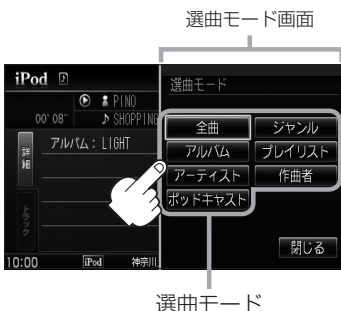 選曲モード画面
iPod
選曲モード
PINO
00'08"
SHOPPING
全曲
ジャンル
詳細
アルバム：LIGHT
アルバム
プレイリスト
アーティスト
作曲者
ポッドキャスト
トラック
閉じる
10:00
iPod
神奈川
選曲モード